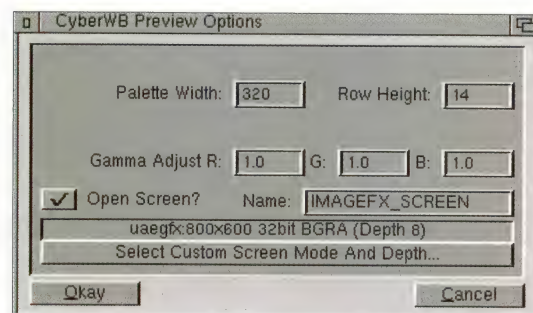 CyberWB Preview Options
Palette Width: 320 Row Height: 14
Gamma Adjust R: 1.0 G: 1.0 B: 1.0
Open Screen? Name: IMAGEFX_SCREEN
uaegfx:800x600 32bit BGRA (Depth 8)
Select Custom Screen Mode And Depth...
Okay Cancel